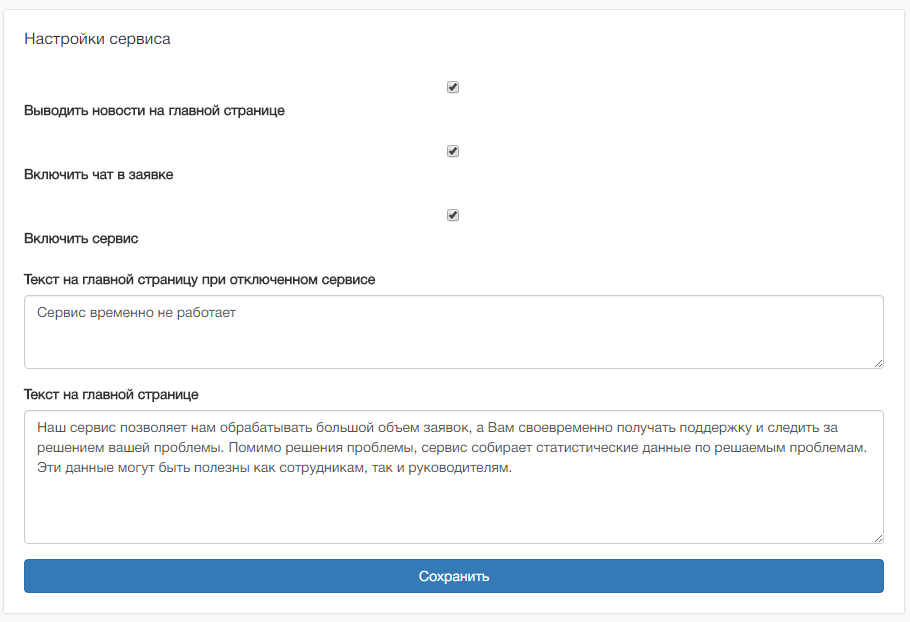 Настройки сервиса
Выводить новости на главной странице
Включить чат в заявке
Включить сервис
Текст на главной страницу при отключенном сервисе
Сервис временно не работает
Текст на главной странице
Наш сервис позволяет нам обрабатывать большой объем заявок, а Вам своевременно получать поддержку и следить за
решением вашей проблемы. Помимо решения проблемы, сервис собирает статистические данные по решаемым проблемам.
Эти данные могут быть полезны как сотрудникам, так и руководителям.
Сохранить